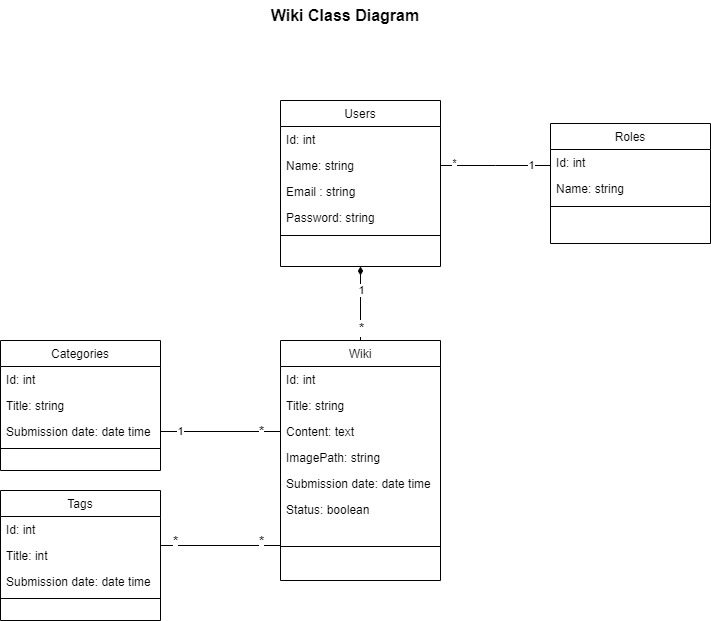 Wiki Class Diagram
Users
Id: int
Name: string
Email : string
Password: string
Roles
Id: int
Name: string
*
1
1
*
Categories
Id: int
Title: string
Submission date: date time
1
*
Wiki
Id: int
Title: string
Content: text
ImagePath: string
Submission date: date time
Status: boolean
Tags
Id: int
Title: int
Submission date: date time
*
*